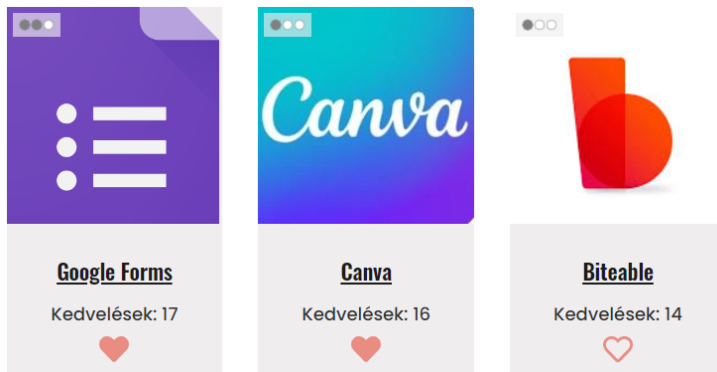 Canva
Google Forms
Canva
Biteable
Kedvelések: 17
Kedvelések: 16
Kedvelések: 14